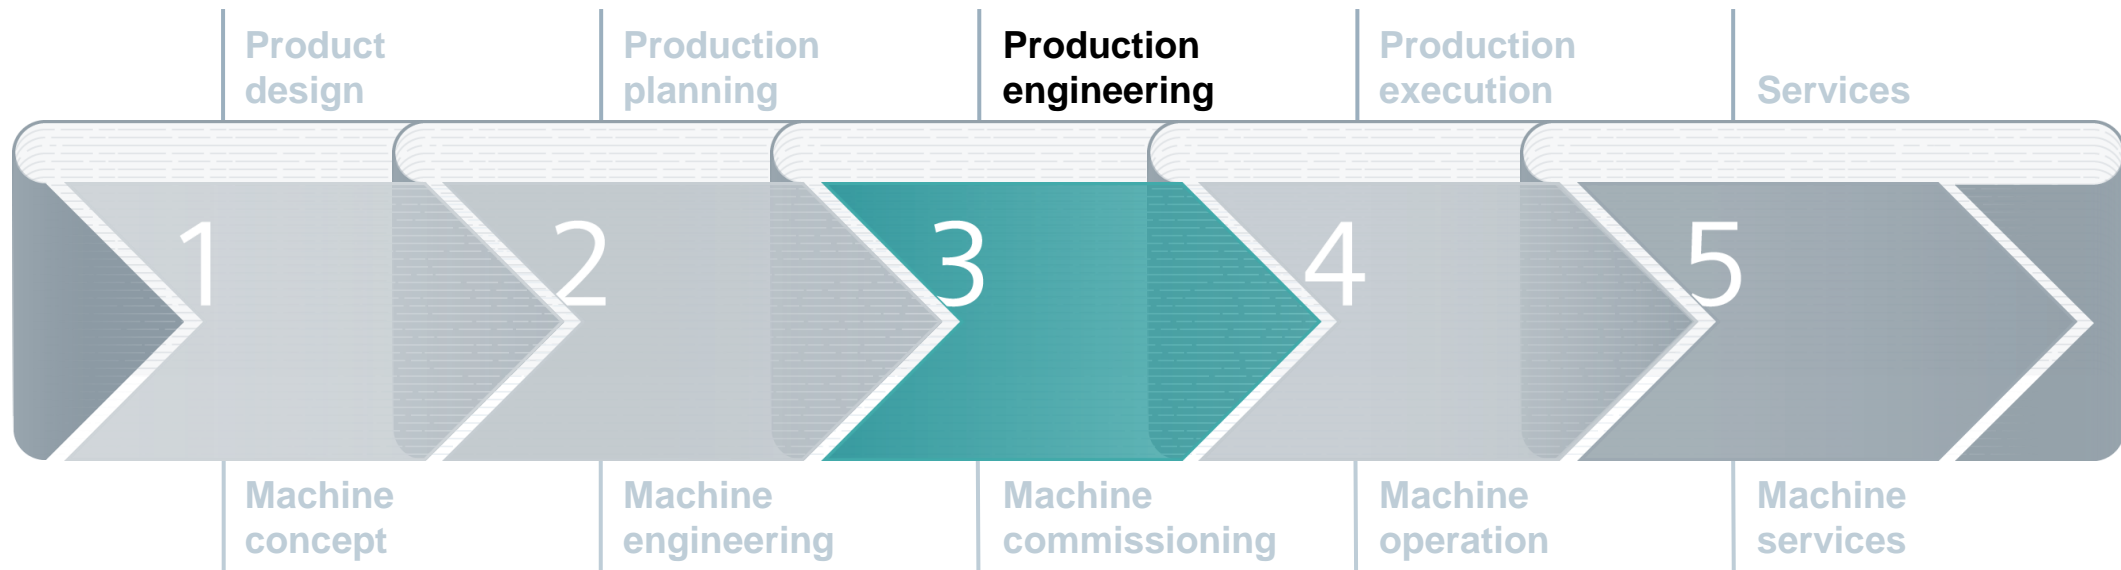 Product
design
Production
planning
Production
engineering
Production
execution
Services
1
2
3
4
5
Machine
concept
Machine
engineering
Machine
commissioning
Machine
operation
Machine
services